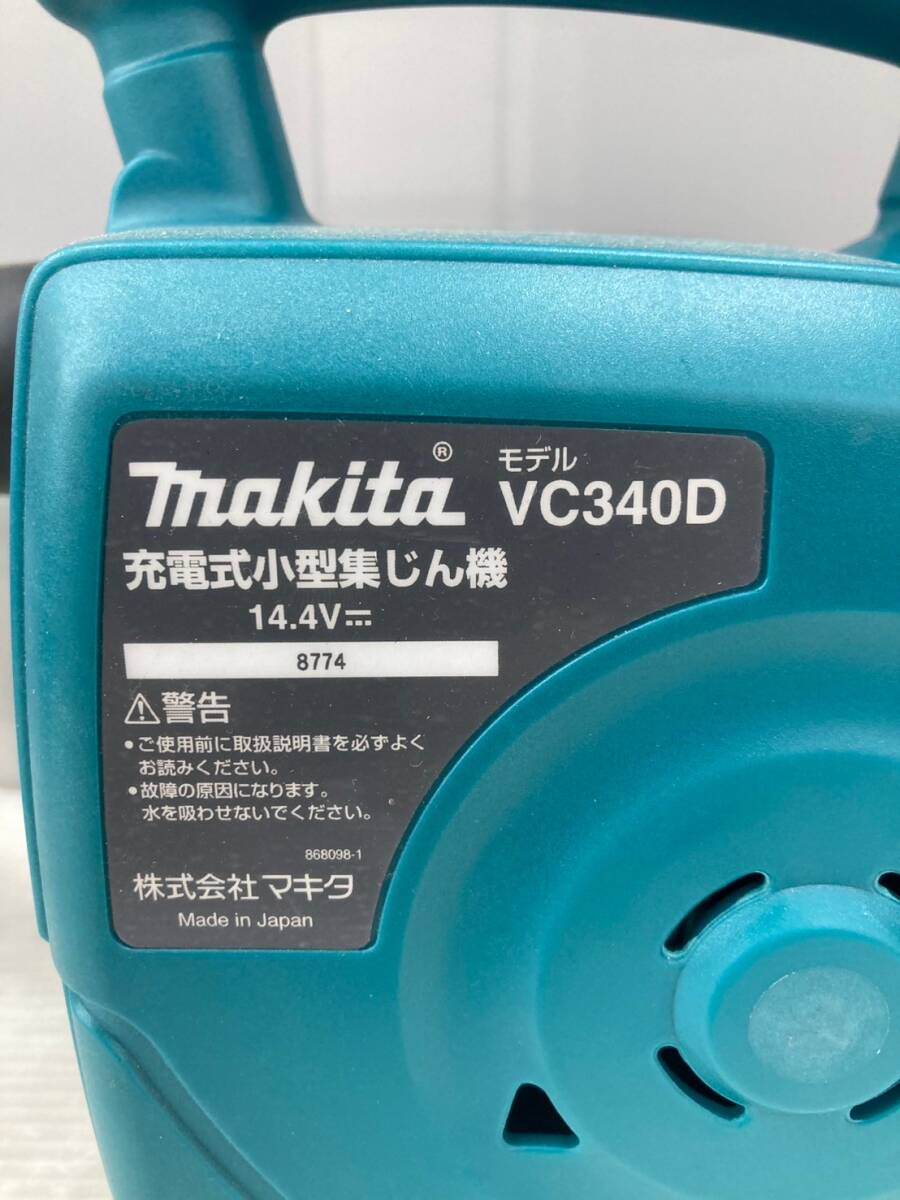 makita® モデル
VC340D
充電式小型集じん機
14.4V⎓
8774
⚠警告
•ご使用前に取扱説明書を必ずよく
お読みください。
•故障の原因になります。
水を吸わせないでください。
868098-1
株式会社 マキタ
Made in Japan